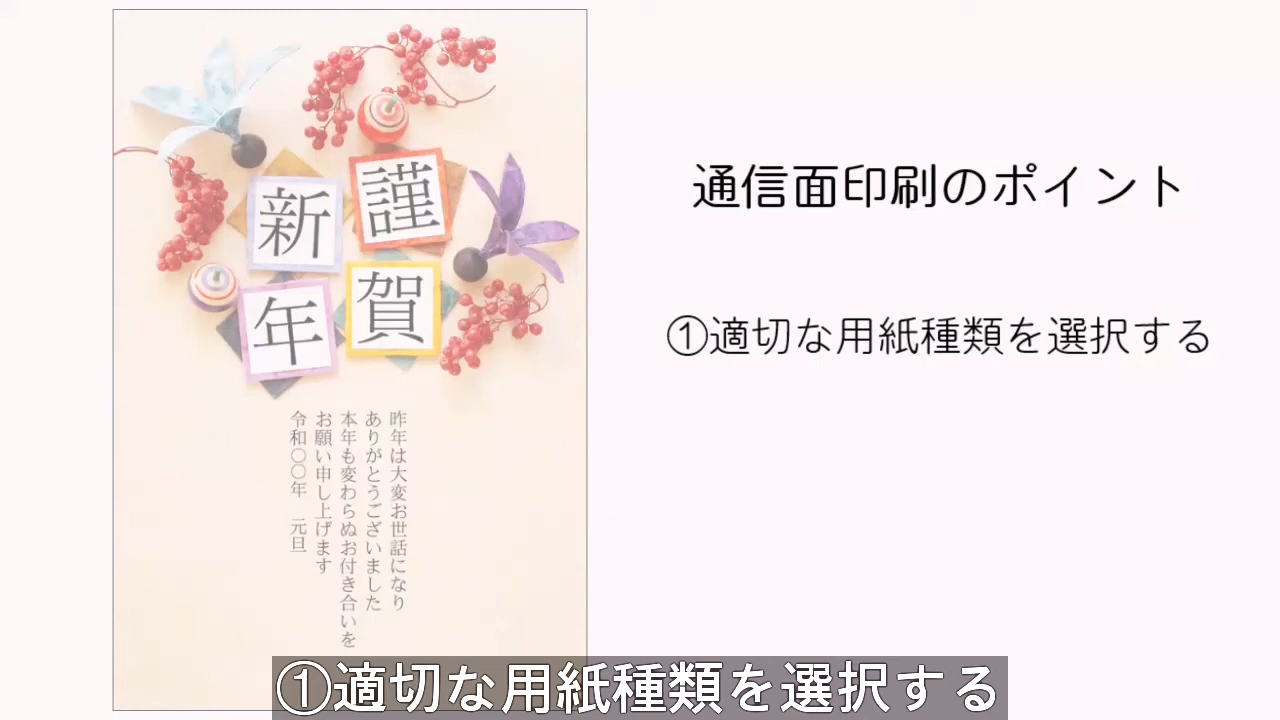 謹賀
新年
昨年は大変お世話になり
ありがとうございました
本年も変わらぬお付き合いを
お願い申し上げます
令和〇〇年　元旦
通信面印刷のポイント
①適切な用紙種類を選択する
①適切な用紙種類を選択する